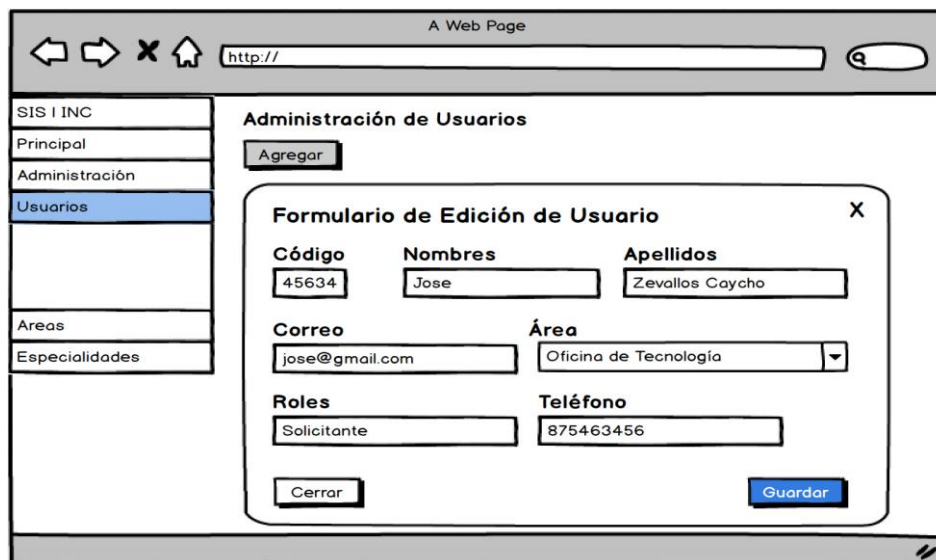 A Web Page
http://
SIS I INC
Principal
Administración
Usuarios
Areas
Especialidades
Administración de Usuarios
Agregar
Formulario de Edición de Usuario X
Código Nombres Apellidos
45634 Jose Zevallos Caycho
Correo Área
jose@gmail.com Oficina de Tecnología
Roles Teléfono
Solicitante 875463456
Cerrar Guardar